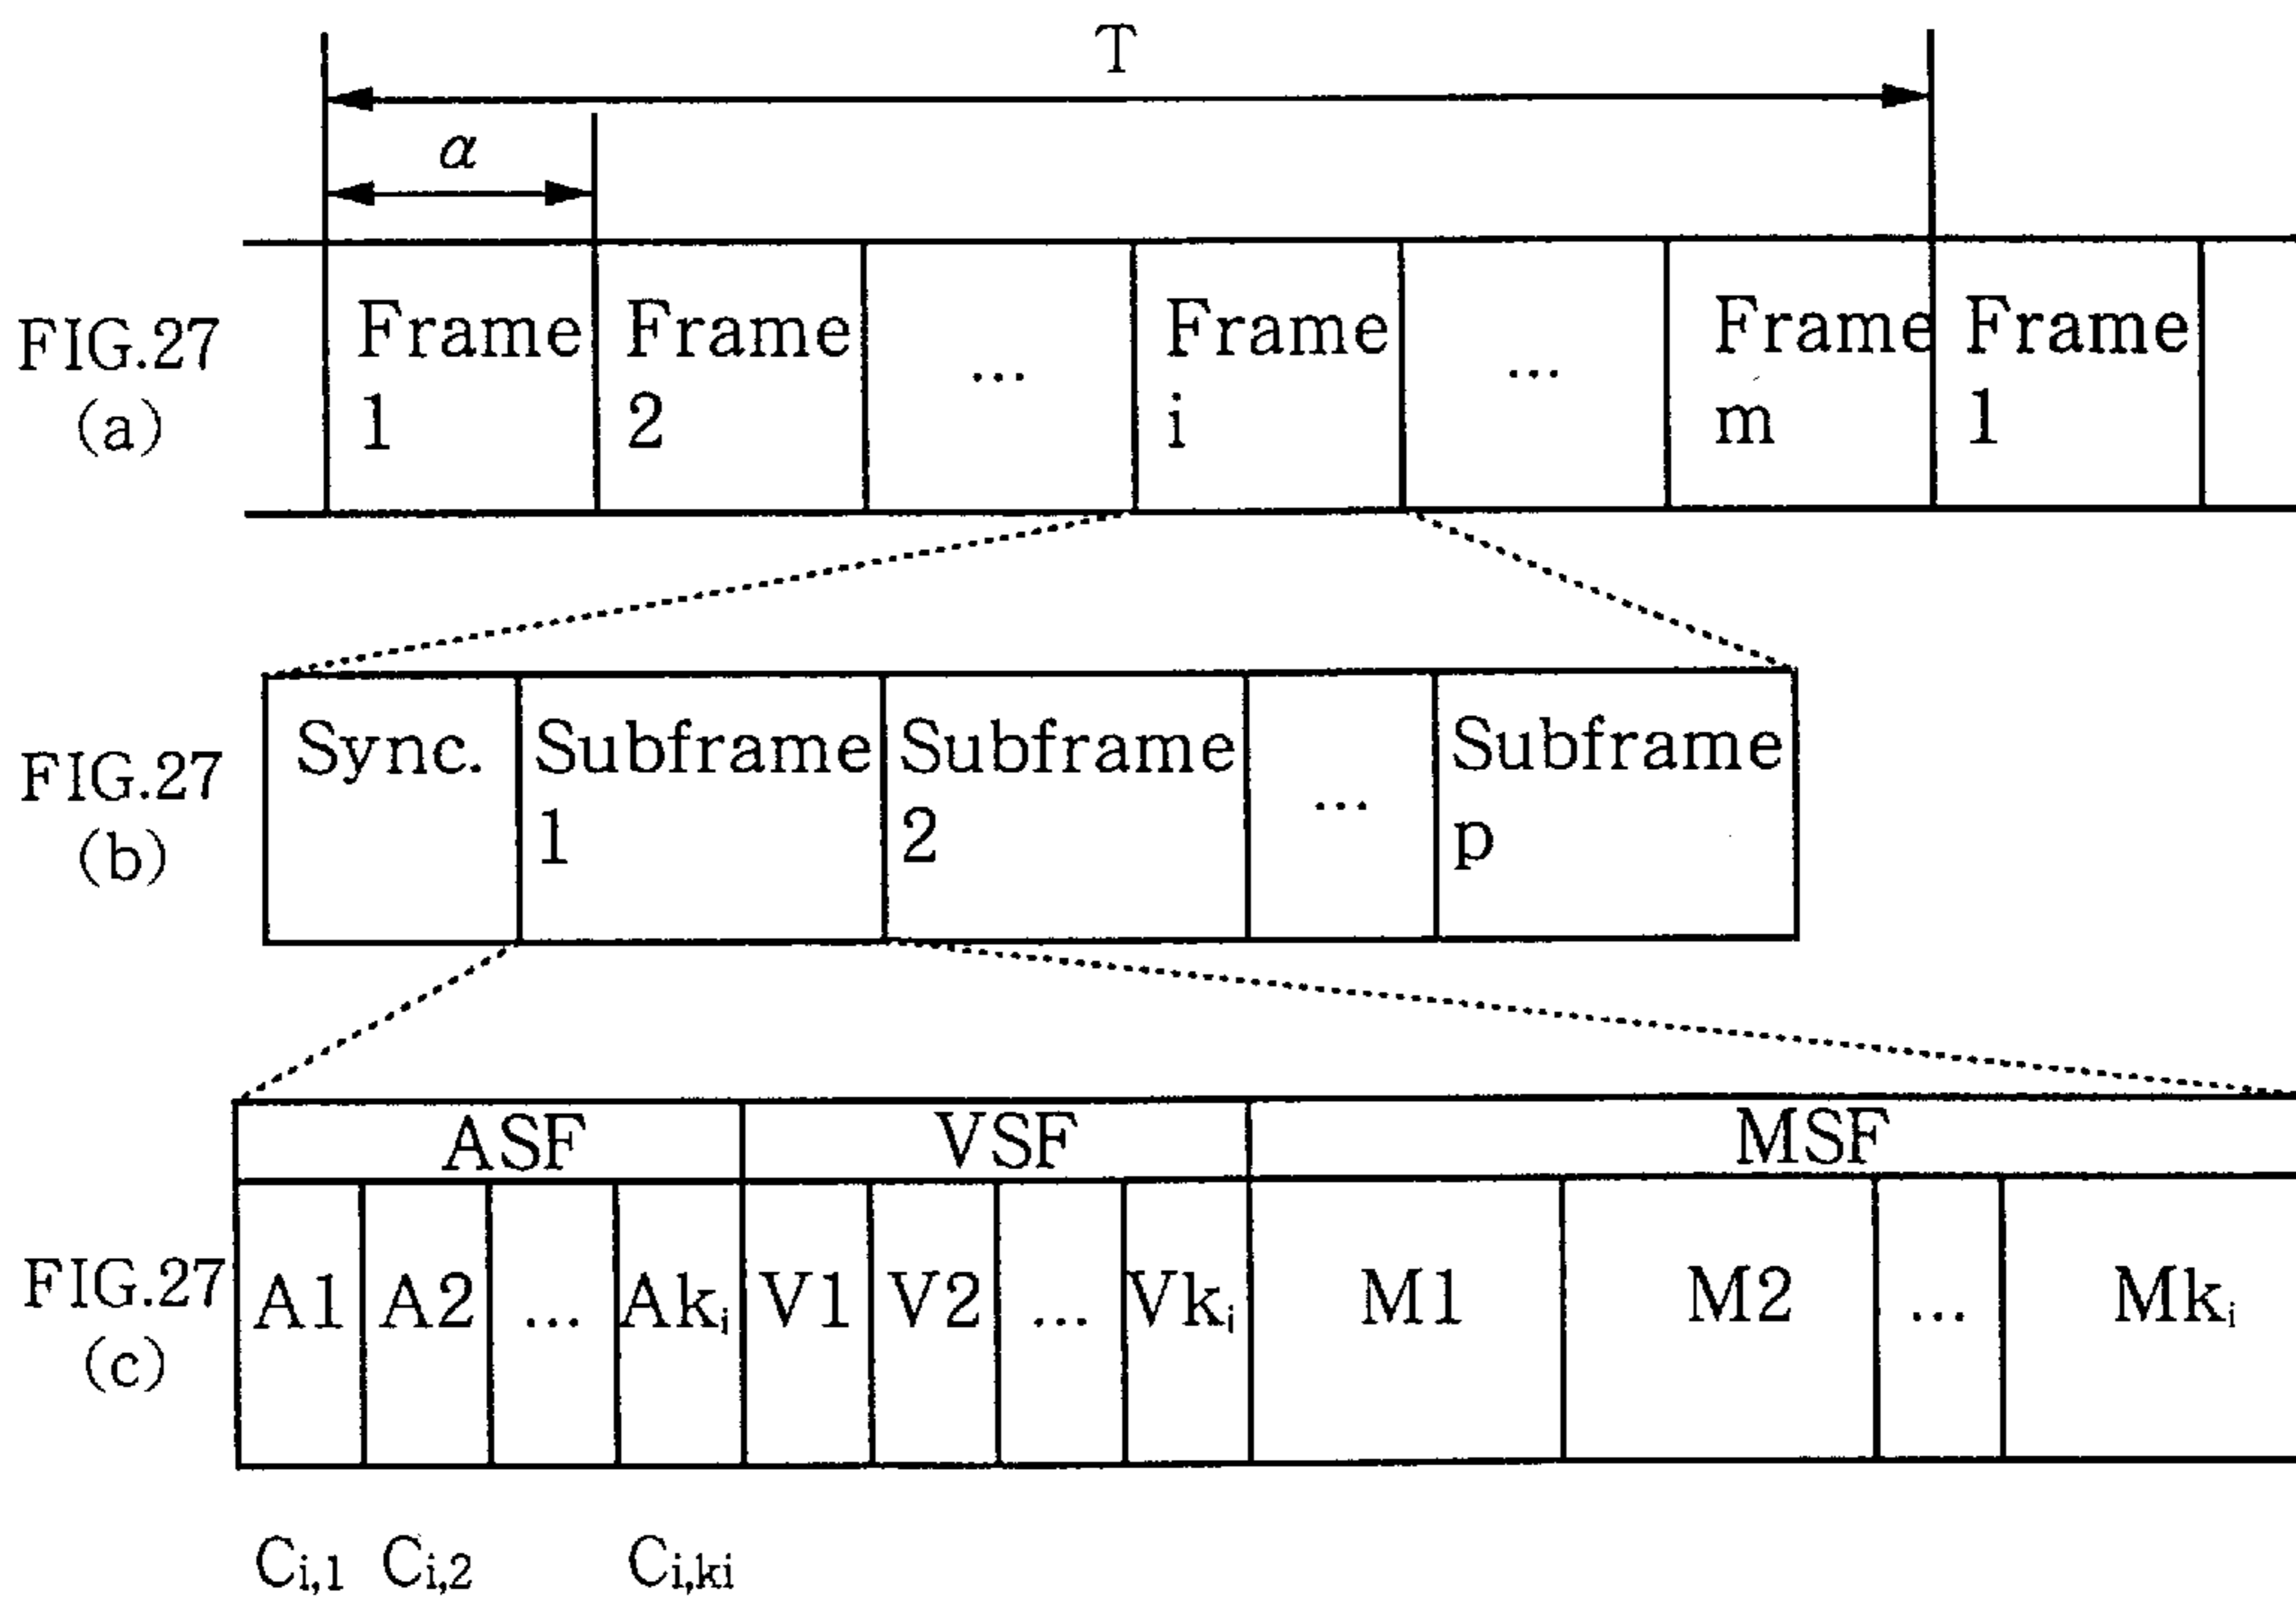 T
α
FIG.27
(a)
Frame 1
Frame 2
...
Frame i
...
Frame m
Frame 1
FIG.27
(b)
Sync.
Subframe 1
Subframe 2
...
Subframe p
ASF
VSF
MSF
FIG.27
(c)
A1
A2
...
Akᵢ
V1
V2
...
Vkᵢ
M1
M2
...
Mkᵢ
Ci,1
Ci,2
Ci,ki